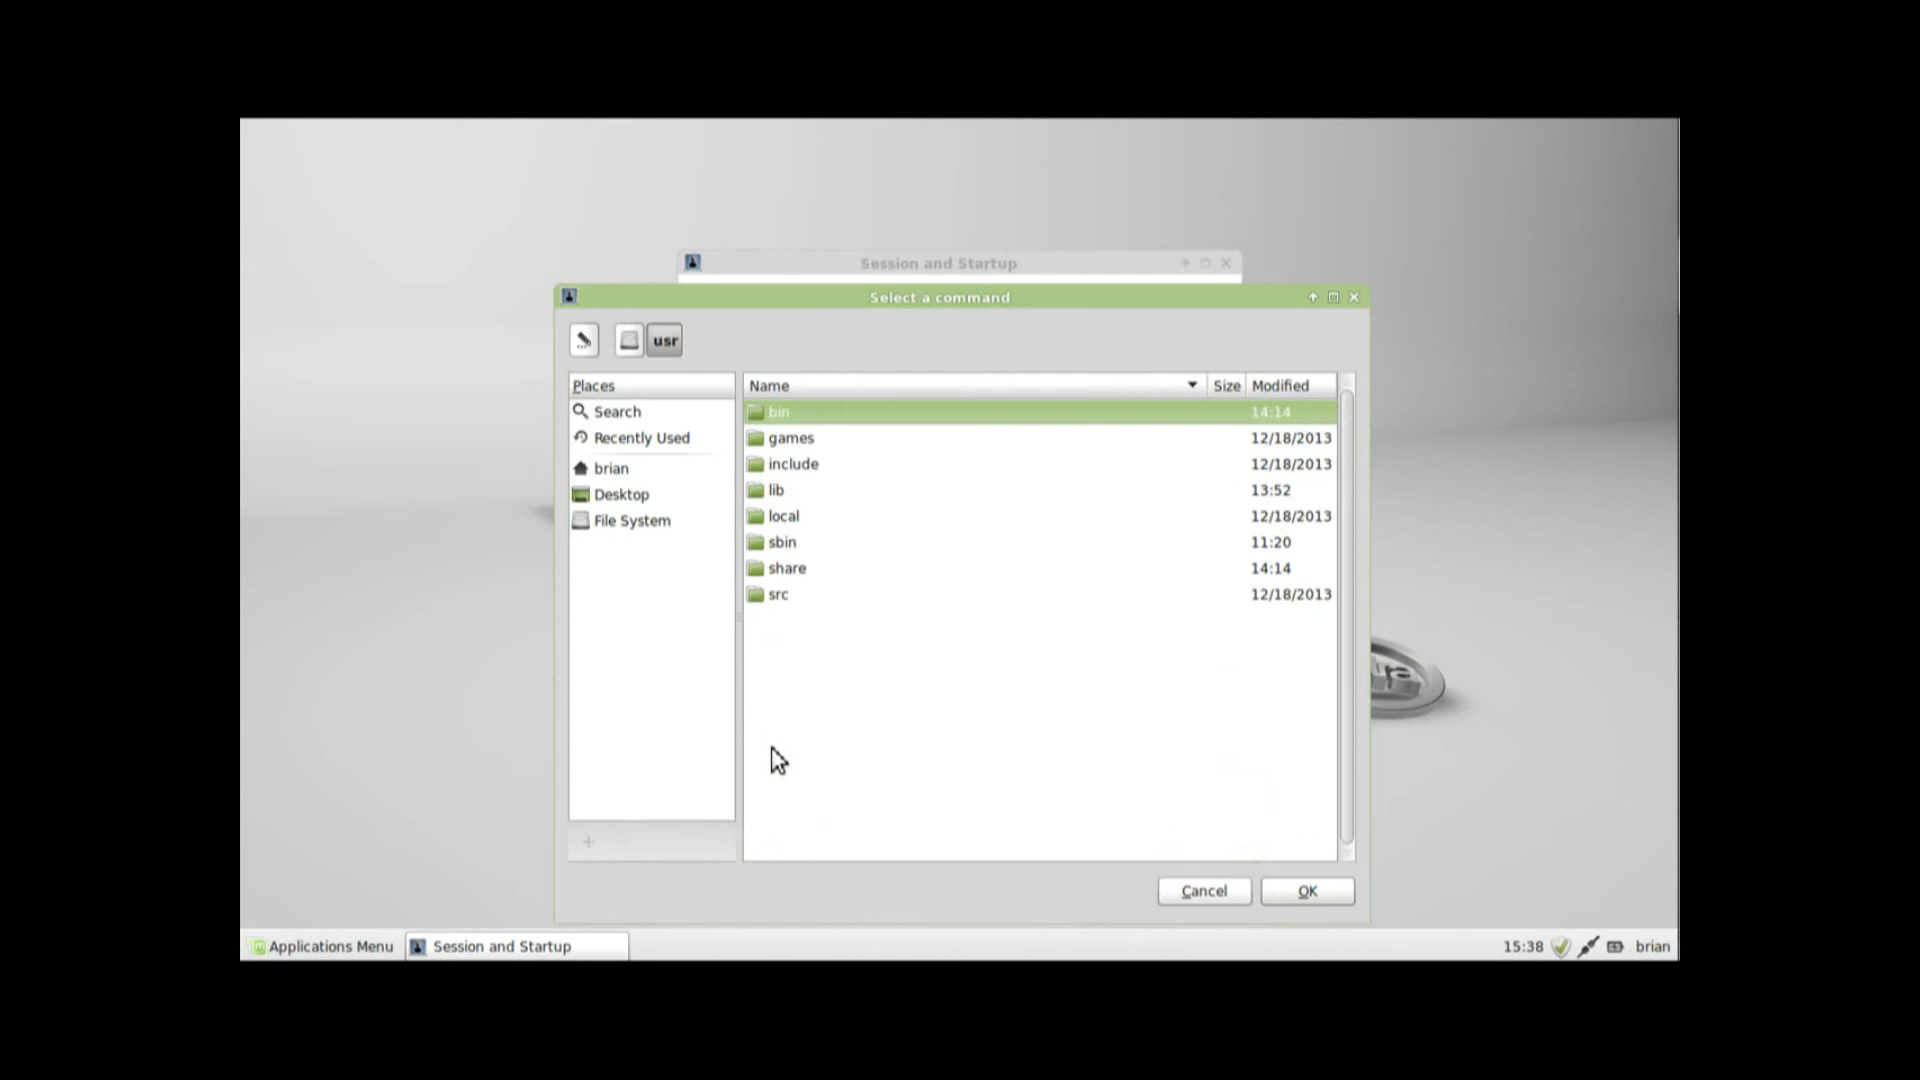 Session and Startup
Select a command
usr
Places
Search
Recently Used
brian
Desktop
File System
Name Size Modified
bin 14:14
games 12/18/2013
include 12/18/2013
lib 13:52
local 12/18/2013
sbin 11:20
share 14:14
src 12/18/2013
Cancel OK
Applications Menu Session and Startup 15:38 brian